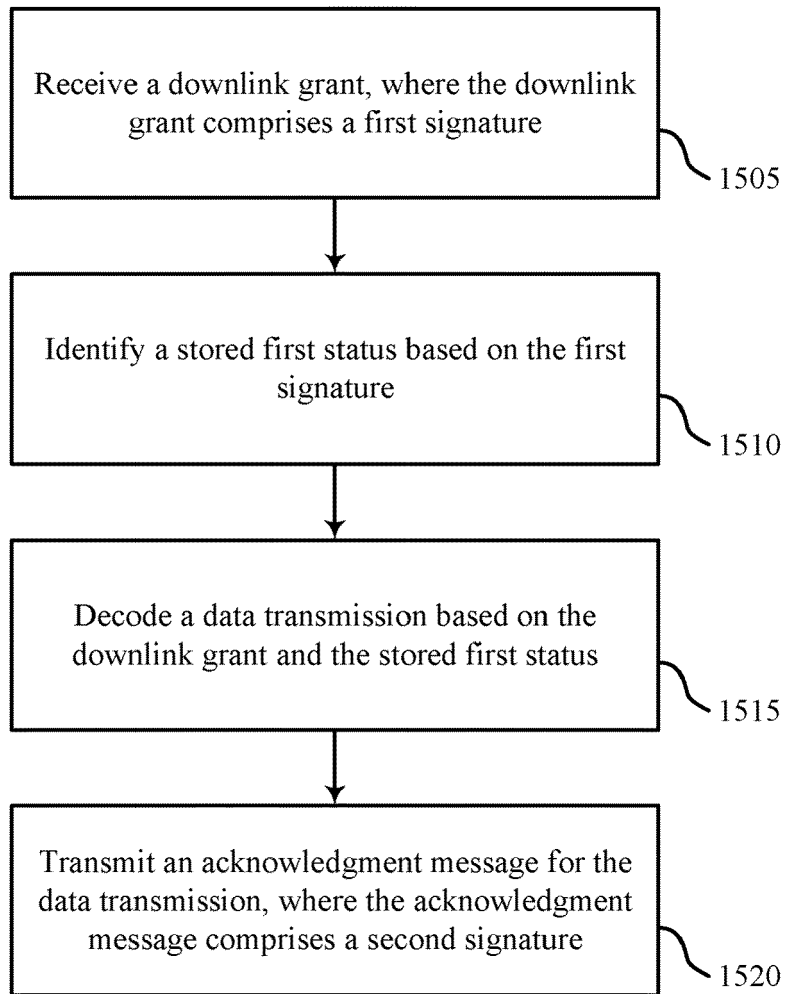 Receive a downlink grant, where the downlink
grant comprises a first signature
1505
Identify a stored first status based on the first
signature
1510
Decode a data transmission based on the
downlink grant and the stored first status
1515
Transmit an acknowledgment message for the
data transmission, where the acknowledgment
message comprises a second signature
1520